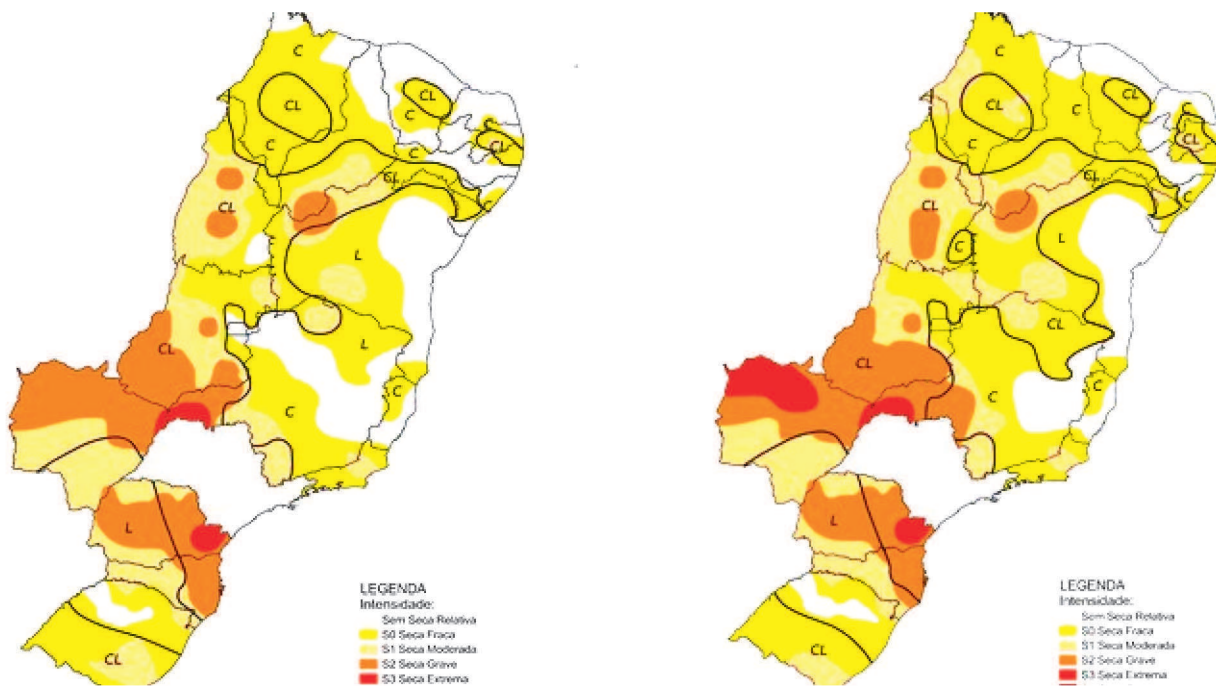 C
CL
C
CL
C
C
CL
C
CL
CL
C
L
L
CL
C
C
L
CL
LEGENDA
Intensidade:
Sem Seca Relativa
S0 Seca Fraca
S1 Seca Moderada
S2 Seca Grave
S3 Seca Extrema
C
CL
C
CL
C
C
CL
C
CL
CL
C
L
C
CL
CL
C
C
L
CL
LEGENDA
Intensidade:
Sem Seca Relativa
S0 Seca Fraca
S1 Seca Moderada
S2 Seca Grave
S3 Seca Extrema